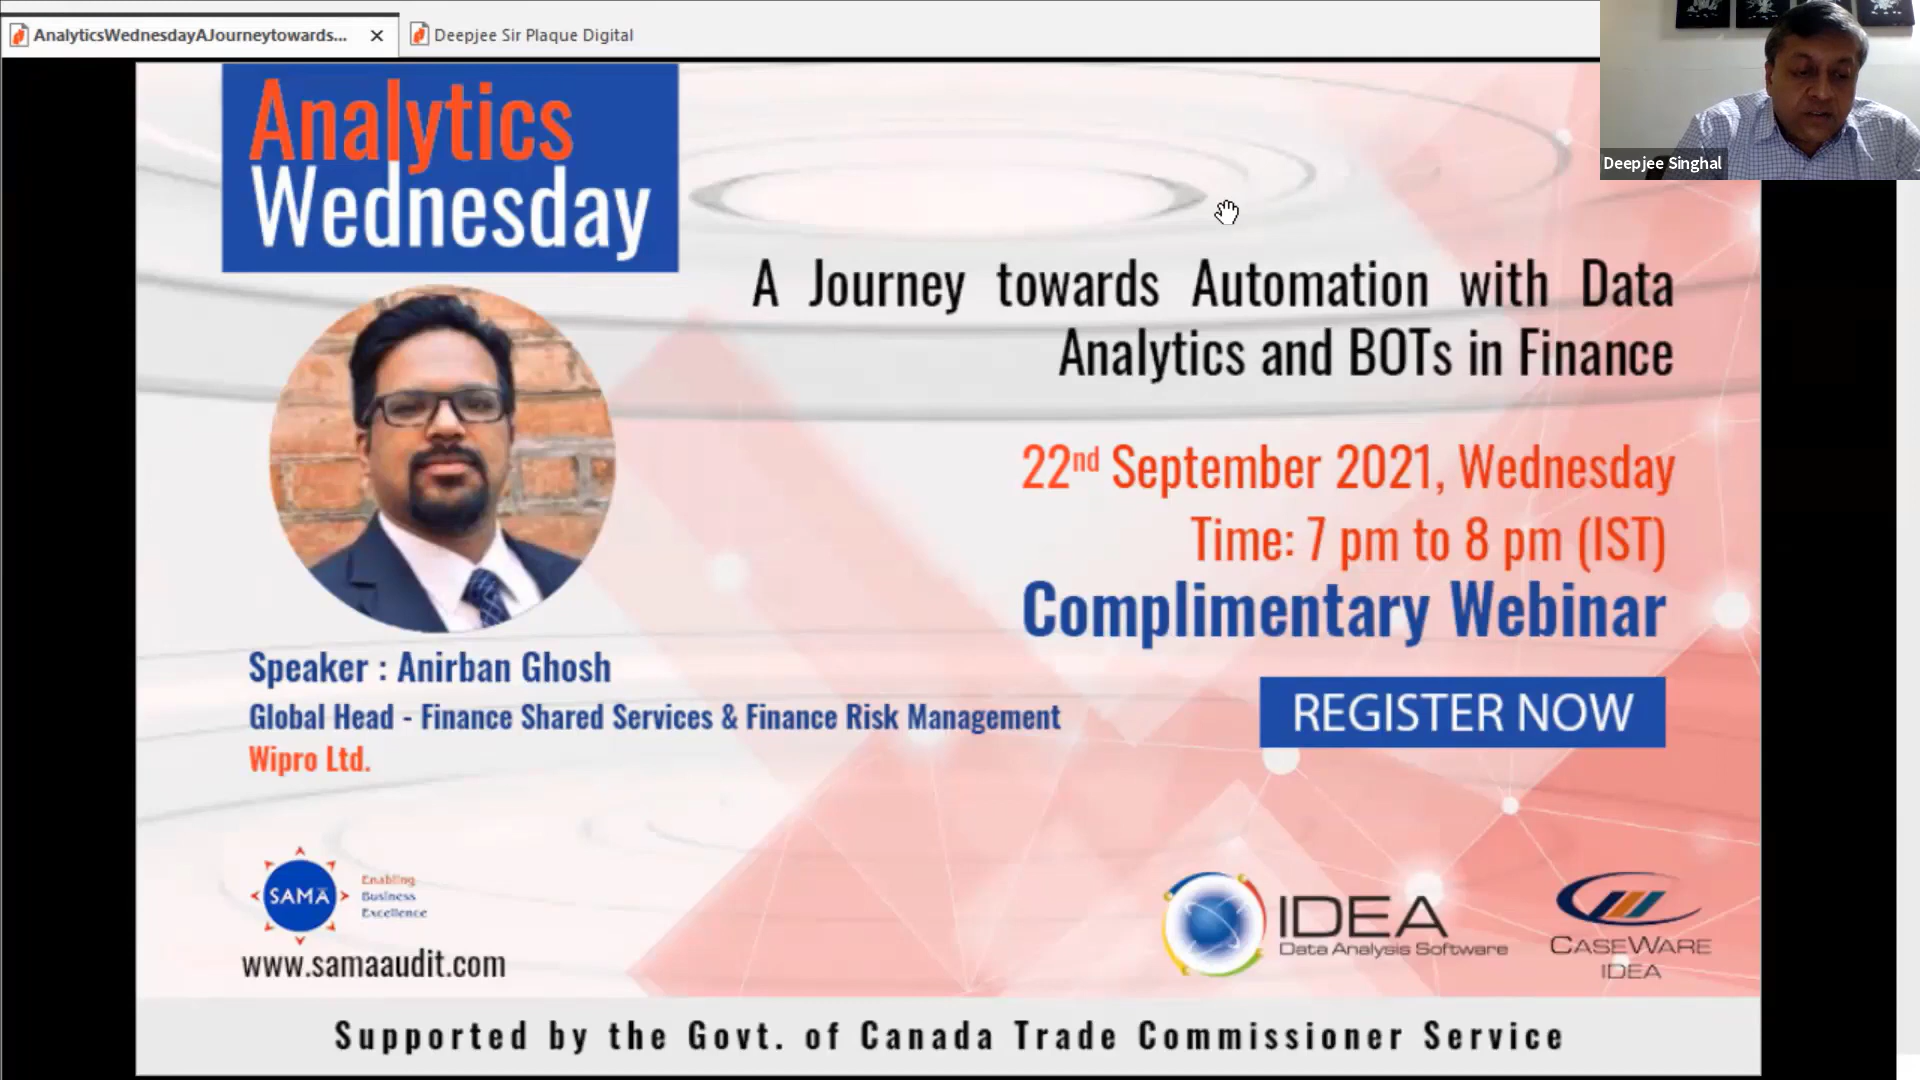 AnalyticsWednesdayAJourneytowards...
Deepjee Sir Plaque Digital
Deepjee Singhal
Analytics
Wednesday
A Journey towards Automation with Data
Analytics and BOTs in Finance
22nd September 2021, Wednesday
Time: 7 pm to 8 pm (IST)
Complimentary Webinar
REGISTER NOW
Speaker : Anirban Ghosh
Global Head - Finance Shared Services & Finance Risk Management
Wipro Ltd.
SAMA
Enabling
Business
Excellence
www.samaaudit.com
IDEA
Data Analysis Software
CASEWARE
IDEA
Supported by the Govt. of Canada Trade Commissioner Service